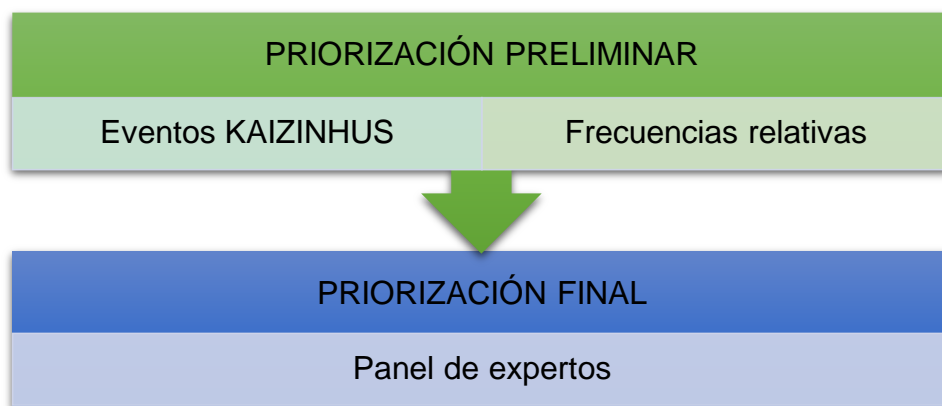 PRIORIZACIÓN PRELIMINAR
Eventos KAIZINHUS
Frecuencias relativas
PRIORIZACIÓN FINAL
Panel de expertos